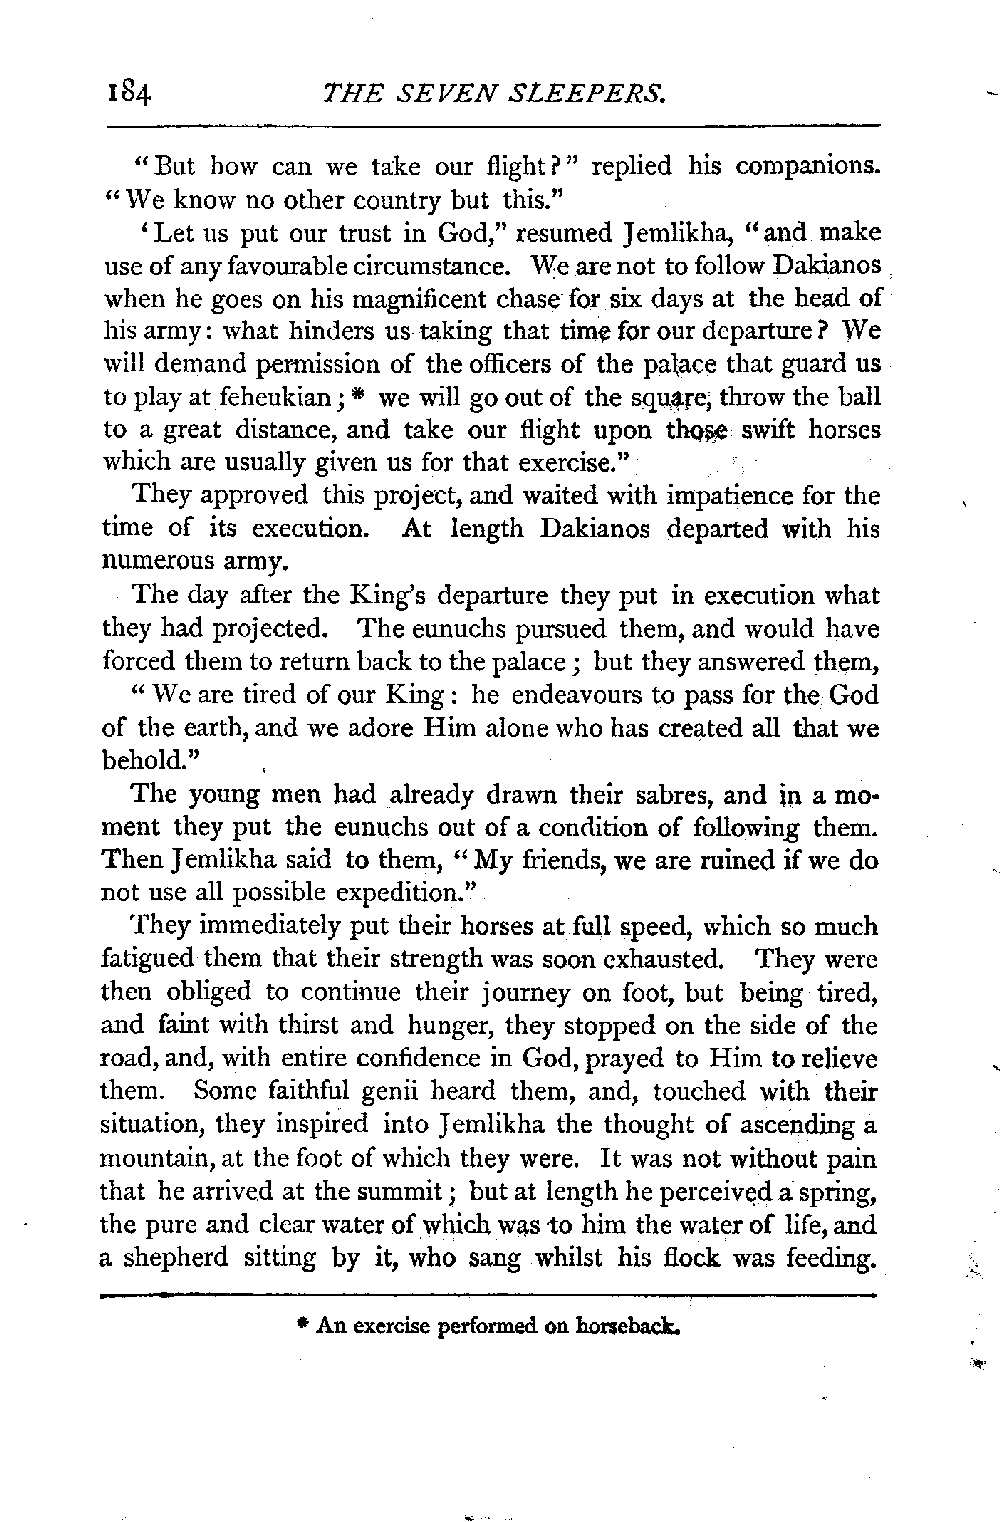 184 THE SEVEN SLEEPERS.
“But how can we take our flight?” replied his companions.
“We know no other country but this.”
‘Let us put our trust in God,” resumed Jemlikha, “and make
use of any favourable circumstance. We are not to follow Dakianos
when he goes on his magnificent chase for six days at the head of
his army: what hinders us taking that time for our departure? We
will demand permission of the officers of the palace that guard us
to play at feheukian;* we will go out of the square, throw the ball
to a great distance, and take our flight upon those swift horses
which are usually given us for that exercise.”
They approved this project, and waited with impatience for the
time of its execution. At length Dakianos departed with his
numerous army.
The day after the King’s departure they put in execution what
they had projected. The eunuchs pursued them, and would have
forced them to return back to the palace; but they answered them,
“We are tired of our King: he endeavours to pass for the God
of the earth, and we adore Him alone who has created all that we
behold.”
The young men had already drawn their sabres, and in a mo-
ment they put the eunuchs out of a condition of following them.
Then Jemlikha said to them, “My friends, we are ruined if we do
not use all possible expedition.”
They immediately put their horses at full speed, which so much
fatigued them that their strength was soon exhausted. They were
then obliged to continue their journey on foot, but being tired,
and faint with thirst and hunger, they stopped on the side of the
road, and, with entire confidence in God, prayed to Him to relieve
them. Some faithful genii heard them, and, touched with their
situation, they inspired into Jemlikha the thought of ascending a
mountain, at the foot of which they were. It was not without pain
that he arrived at the summit; but at length he perceived a spring,
the pure and clear water of which was to him the water of life, and
a shepherd sitting by it, who sang whilst his flock was feeding.
* An exercise performed on horseback.